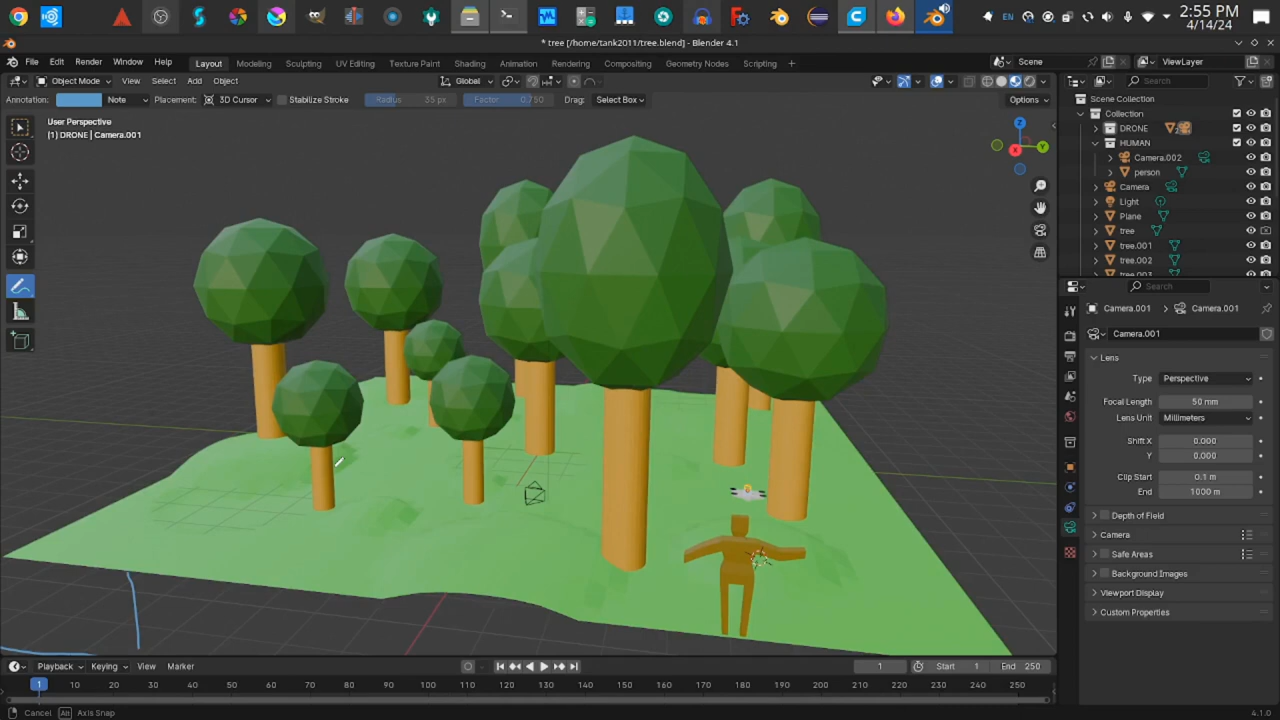 EN
2:55 PM
4/14/24
* tree [/home/tank2011/tree.blend] - Blender 4.1
File Edit Render Window Help
Layout Modeling Sculpting UV Editing Texture Paint Shading Animation Rendering Compositing Geometry Nodes Scripting +
Scene
ViewLayer
Object Mode View Select Add Object
Global
Search
Annotation: Note Placement: 3D Cursor Stabilize Stroke Radius 35 px Factor 0.750 Drag: Select Box
Options
Scene Collection
Collection
DRONE
HUMAN
Camera.002
person
Camera
Light
Plane
tree
tree.001
tree.002
tree.003
User Perspective
(1) DRONE | Camera.001
Z
Y
X
Search
Camera.001 Camera.001
Camera.001
Lens
Type Perspective
Focal Length 50 mm
Lens Unit Millimeters
Shift X 0.000
Y 0.000
Clip Start 0.1 m
End 1000 m
Depth of Field
Camera
Safe Areas
Background Images
Viewport Display
Custom Properties
Playback Keying View Marker
1 Start 1 End 250
1 10 20 30 40 50 60 70 80 90 100 110 120 130 140 150 160 170 180 190 200 210 220 230 240 250
Cancel Alt Axis Snap
4.1.0